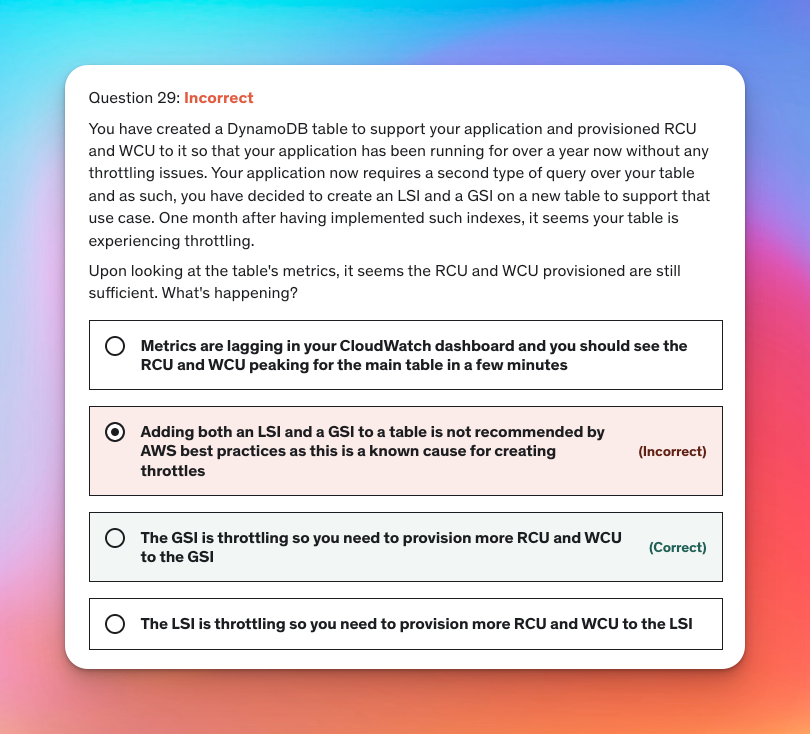 Question 29: Incorrect
You have created a DynamoDB table to support your application and provisioned RCU
and WCU to it so that your application has been running for over a year now without any
throttling issues. Your application now requires a second type of query over your table
and as such, you have decided to create an LSI and a GSI on a new table to support that
use case. One month after having implemented such indexes, it seems your table is
experiencing throttling.
Upon looking at the table's metrics, it seems the RCU and WCU provisioned are still
sufficient. What's happening?
Metrics are lagging in your CloudWatch dashboard and you should see the
RCU and WCU peaking for the main table in a few minutes
Adding both an LSI and a GSI to a table is not recommended by
AWS best practices as this is a known cause for creating
throttles
(Incorrect)
The GSI is throttling so you need to provision more RCU and WCU
to the GSI
(Correct)
The LSI is throttling so you need to provision more RCU and WCU to the LSI